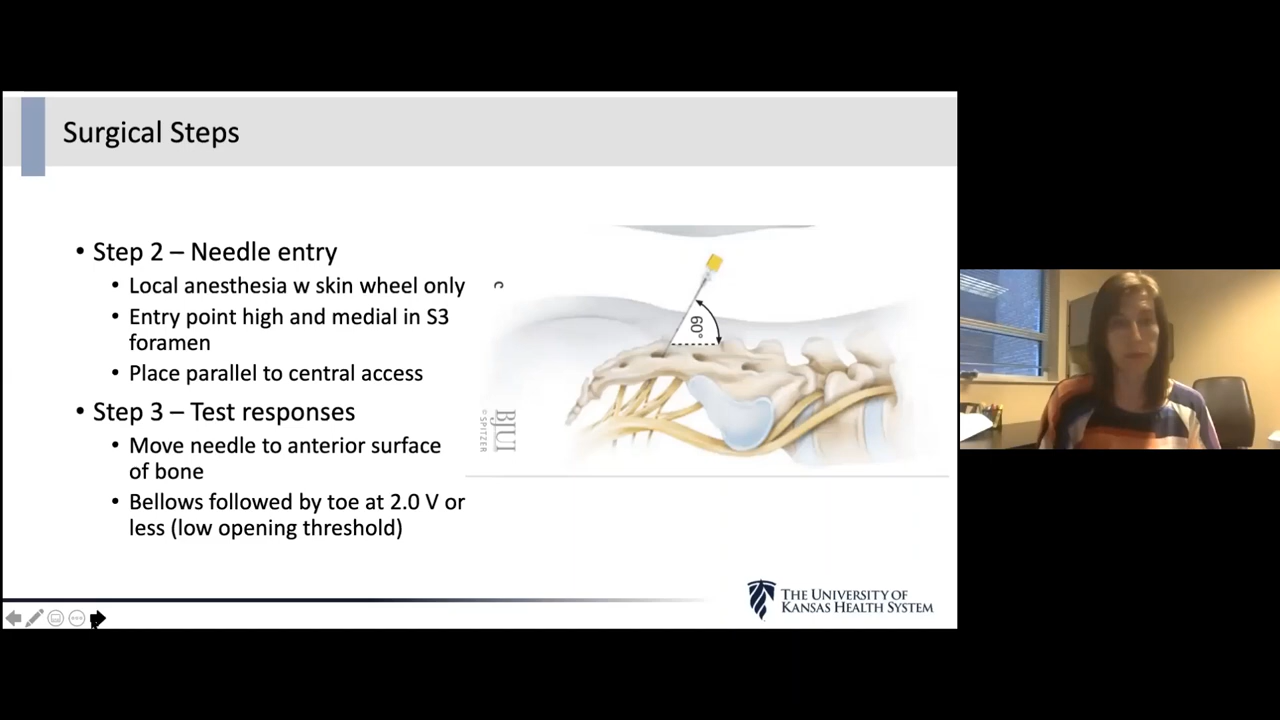 Surgical Steps
• Step 2 – Needle entry
• Local anesthesia w skin wheel only
• Entry point high and medial in S3
foramen
• Place parallel to central access
• Step 3 – Test responses
• Move needle to anterior surface
of bone
• Bellows followed by toe at 2.0 V or
less (low opening threshold)
c
60°
BJUI
© SPITZER
THE UNIVERSITY OF
KANSAS HEALTH SYSTEM